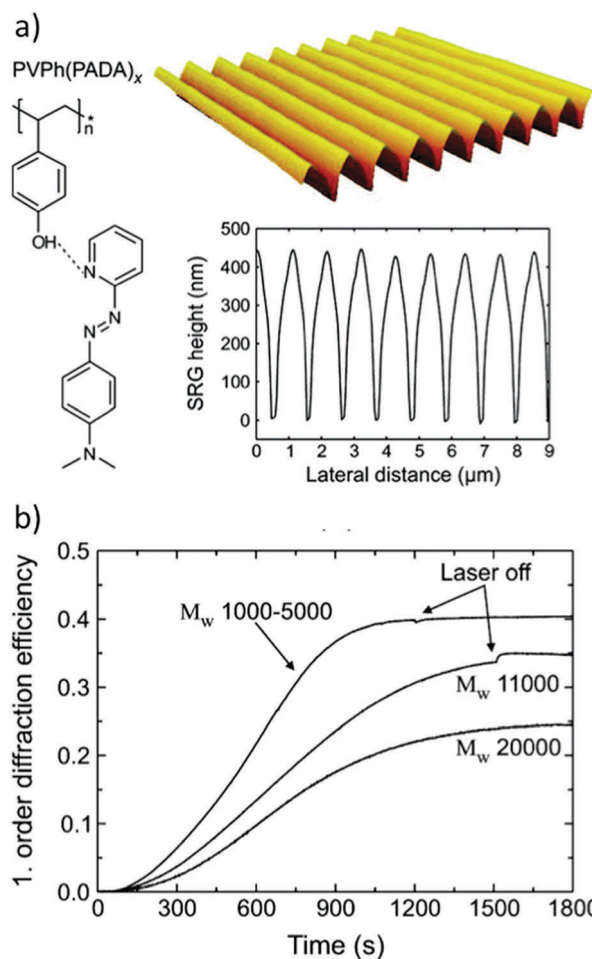 a)
PVPh(PADA)x
*
n
OH
N
N
N
N
SRG height (nm)
500
400
300
200
100
0
0 1 2 3 4 5 6 7 8 9
Lateral distance (μm)
b)
1. order diffraction efficiency
0.5
0.4
0.3
0.2
0.1
0.0
Laser off
Mw 1000-5000
Mw 11000
Mw 20000
0 300 600 900 1200 1500 1800
Time (s)